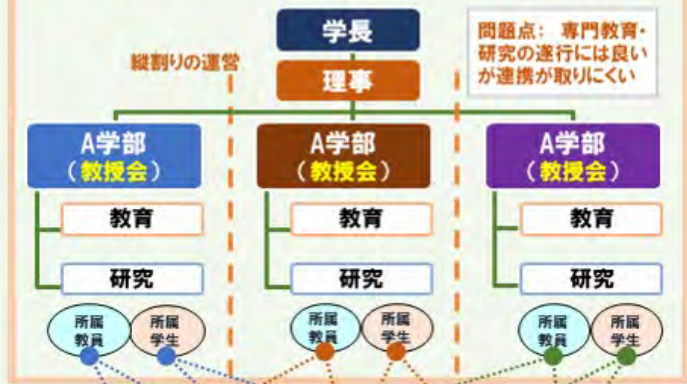 学長
縦割りの運営
理事
問題点： 専門教育・
研究の遂行には良い
が連携が取りにくい
A学部
（教授会）
A学部
（教授会）
A学部
（教授会）
教育
教育
教育
研究
研究
研究
所属
教員
所属
学生
所属
教員
所属
学生
所属
教員
所属
学生